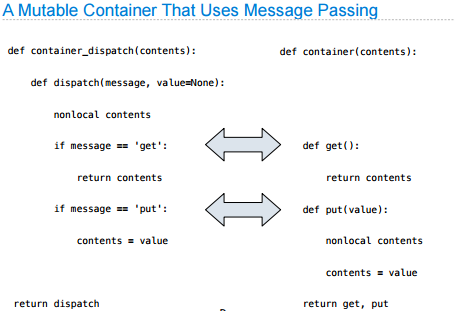 A Mutable Container That Uses Message Passing
def container_dispatch(contents):
def dispatch(message, value=None):
nonlocal contents
if message == 'get':
return contents
if message == 'put':
contents = value
return dispatch
def container(contents):
def get():
return contents
def put(value):
nonlocal contents
contents = value
return get, put